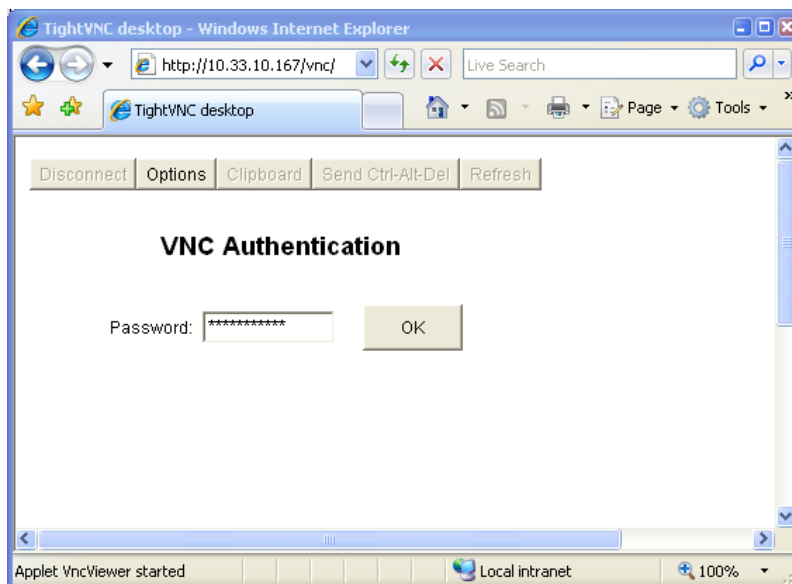 TightVNC desktop - Windows Internet Explorer
http://10.33.10.167/vnc/ Live Search
TightVNC desktop Page Tools »
Disconnect Options Clipboard Send Ctrl-Alt-Del Refresh
VNC Authentication
Password: *********** OK
Applet VncViewer started Local intranet 100%